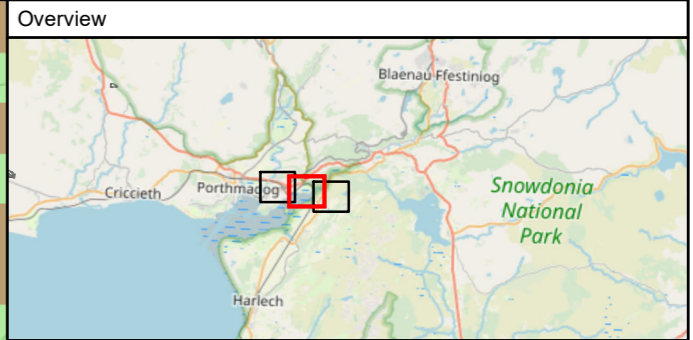 Overview
Blaenau Ffestiniog
Criccieth
Porthmadog
Snowdonia
National
Park
Harlech